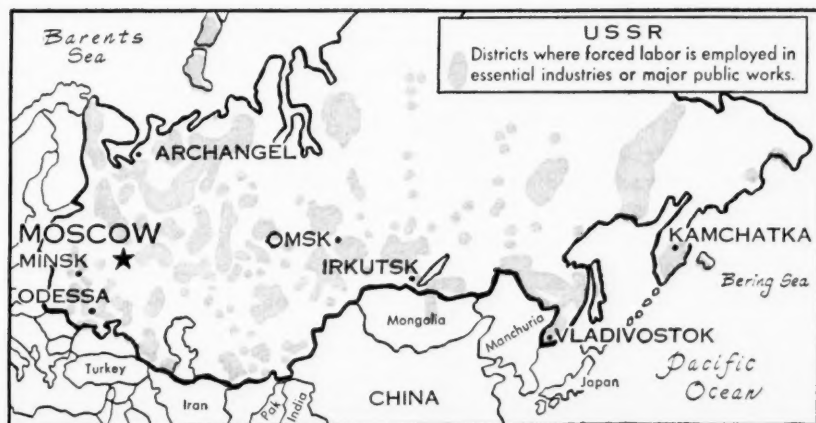 Barents
Sea
USSR
Districts where forced labor is employed in
essential industries or major public works.
ARCHANGEL
MOSCOW
OMSK
KAMCHATKA
MINSK
IRKUTSK
Bering Sea
ODESSA
Mongolia
Manchuria
VLADIVOSTOK
Turkey
Japan
Pacific
Ocean
Iran
Pak
India
CHINA